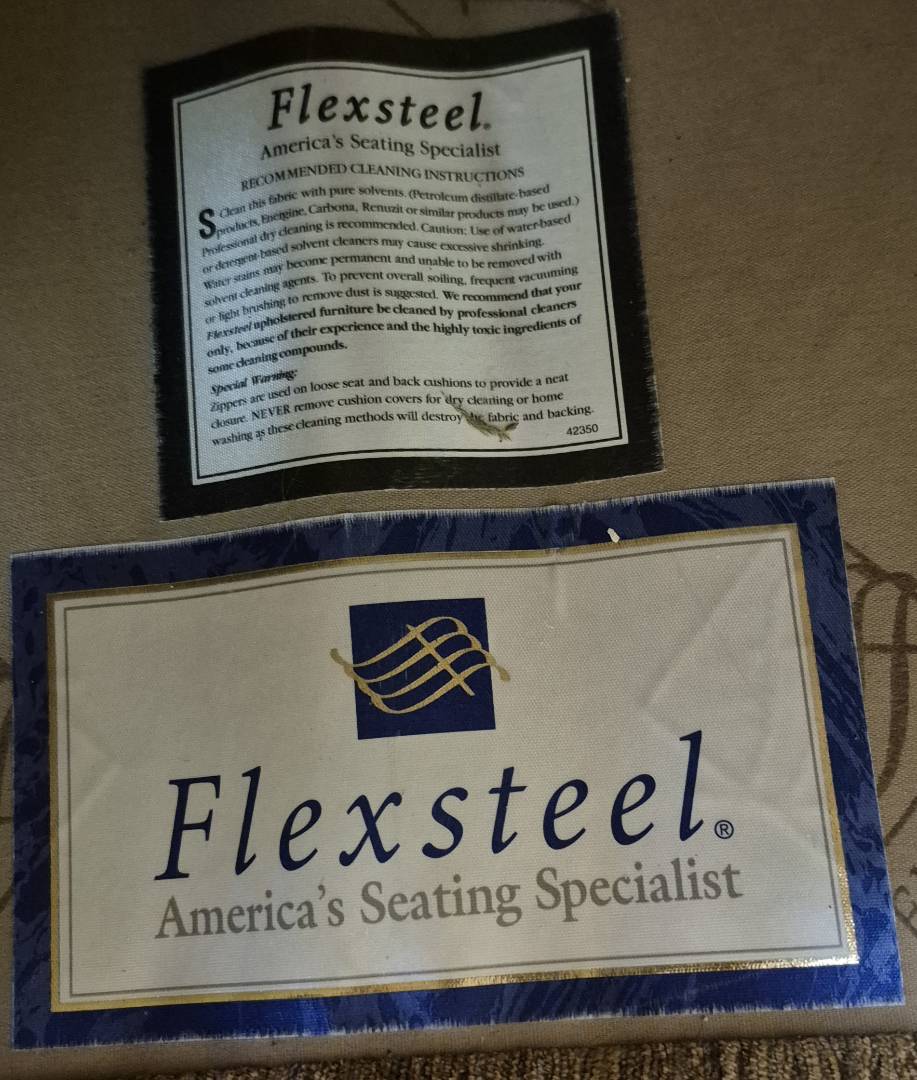 Flexsteel®
America's Seating Specialist
RECOMMENDED CLEANING INSTRUCTIONS
S Clean this fabric with pure solvents. (Petroleum distillate-based
products, Energine, Carbona, Renuzit or similar products may be used.)
Professional dry cleaning is recommended. Caution: Use of water-based
or detergent-based solvent cleaners may cause excessive shrinking.
Water stains may become permanent and unable to be removed with
solvent cleaning agents. To prevent overall soiling, frequent vacuuming
or light brushing to remove dust is suggested. We recommend that your
Flexsteel upholstered furniture be cleaned by professional cleaners
only, because of their experience and the highly toxic ingredients of
some cleaning compounds.
Special Warning:
Zippers are used on loose seat and back cushions to provide a neat
closure. NEVER remove cushion covers for dry cleaning or home
washing as these cleaning methods will destroy the fabric and backing.
42350
Flexsteel®
America's Seating Specialist